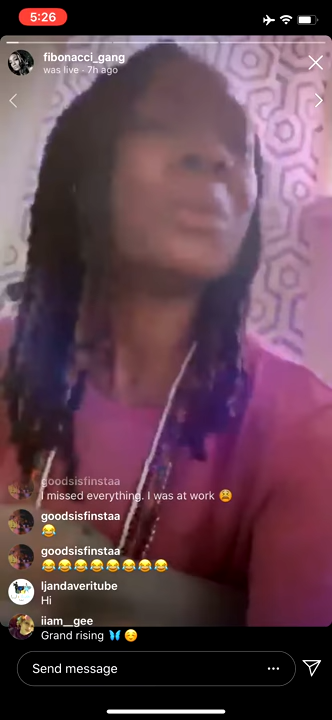 5:26
fibonacci_gang
was live · 7h ago
goodsisfinstaa
I missed everything. I was at work 😫
goodsisfinstaa
😂
goodsisfinstaa
😂😂😂😂😂😂😂😂😂
ljandaveritube
Hi
iiam__gee
Grand rising 🦋☺️
Send message